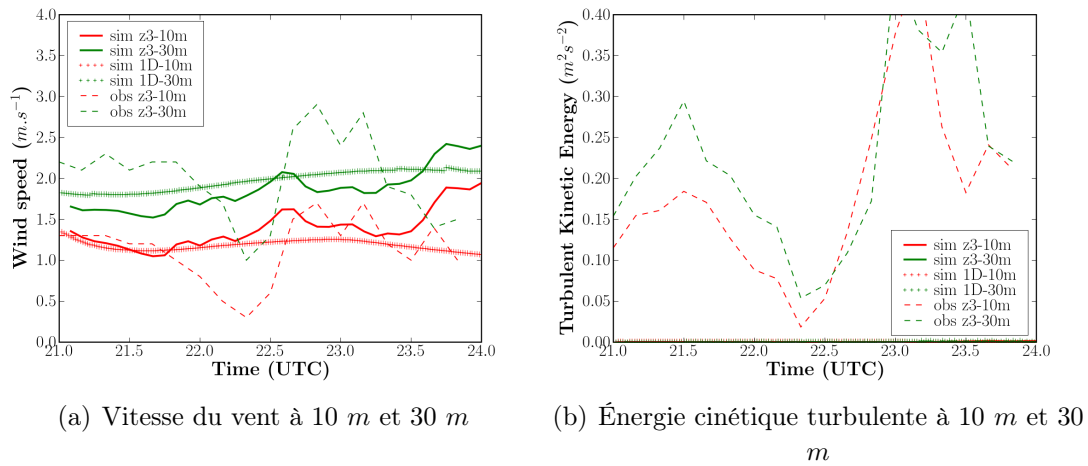 4.0
3.5
3.0
2.5
2.0
1.5
1.0
0.5
0.0
Wind speed (m.s⁻¹)
sim z3-10m
sim z3-30m
sim 1D-10m
sim 1D-30m
obs z3-10m
obs z3-30m
21.0 21.5 22.0 22.5 23.0 23.5 24.0
Time (UTC)
(a) Vitesse du vent à 10 m et 30 m
0.40
0.35
0.30
0.25
0.20
0.15
0.10
0.05
0.00
Turbulent Kinetic Energy (m²s⁻²)
sim z3-10m
sim z3-30m
sim 1D-10m
sim 1D-30m
obs z3-10m
obs z3-30m
21.0 21.5 22.0 22.5 23.0 23.5 24.0
Time (UTC)
(b) Énergie cinétique turbulente à 10 m et 30
m